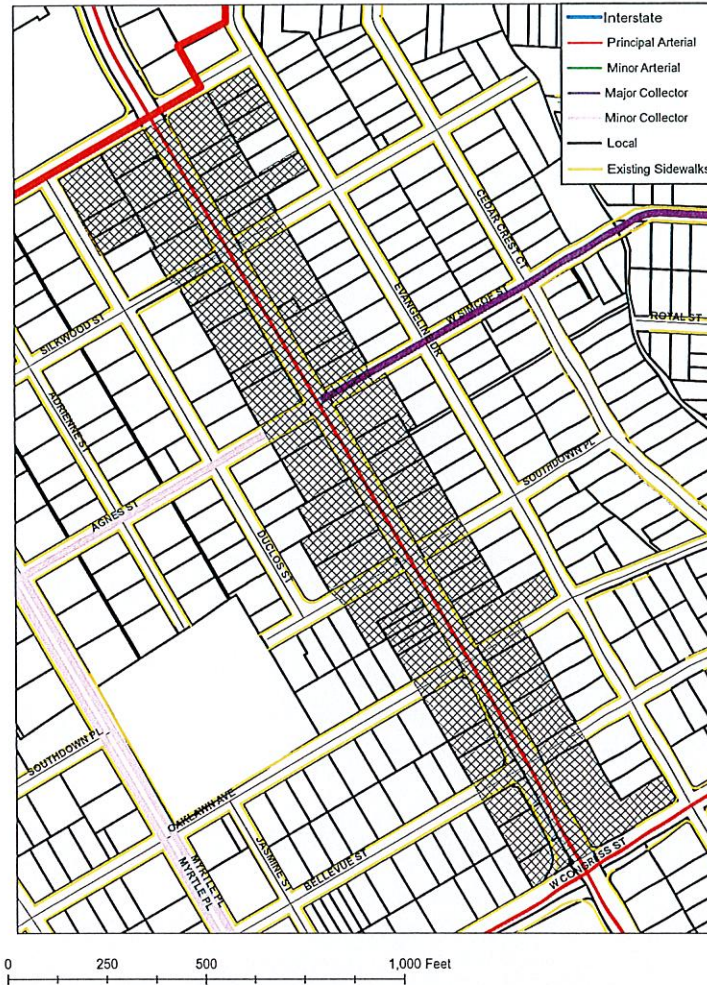 Interstate
Principal Arterial
Minor Arterial
Major Collector
Minor Collector
Local
Existing Sidewalks
CEDAR CREST CT
W SIMCOE ST
EVANGELINE DR
ROYAL ST
SILKWOOD ST
ADRIENNE ST
AGNES ST
DUCLOS ST
SOUTHDOWN PL
SOUTHDOWN PL
OAKLAWN AVE
JASMINE ST
BELLEVUE ST
MYRTLE PL
MYRTLE PL
W CONGRESS ST
0 250 500 1,000 Feet